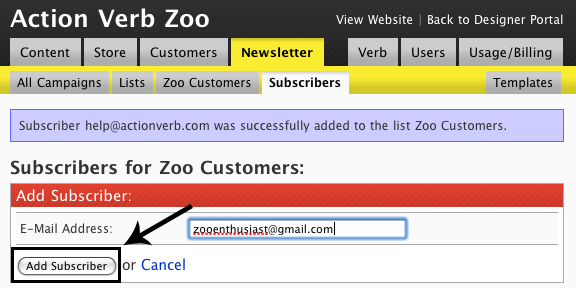 Action Verb Zoo
View Website | Back to Designer Portal
Content Store Customers Newsletter Verb Users Usage/Billing
All Campaigns Lists Zoo Customers Subscribers Templates
Subscriber help@actionverb.com was successfully added to the list Zoo Customers.
Subscribers for Zoo Customers:
Add Subscriber:
E-Mail Address: zooenthusiast@gmail.com
Add Subscriber or Cancel